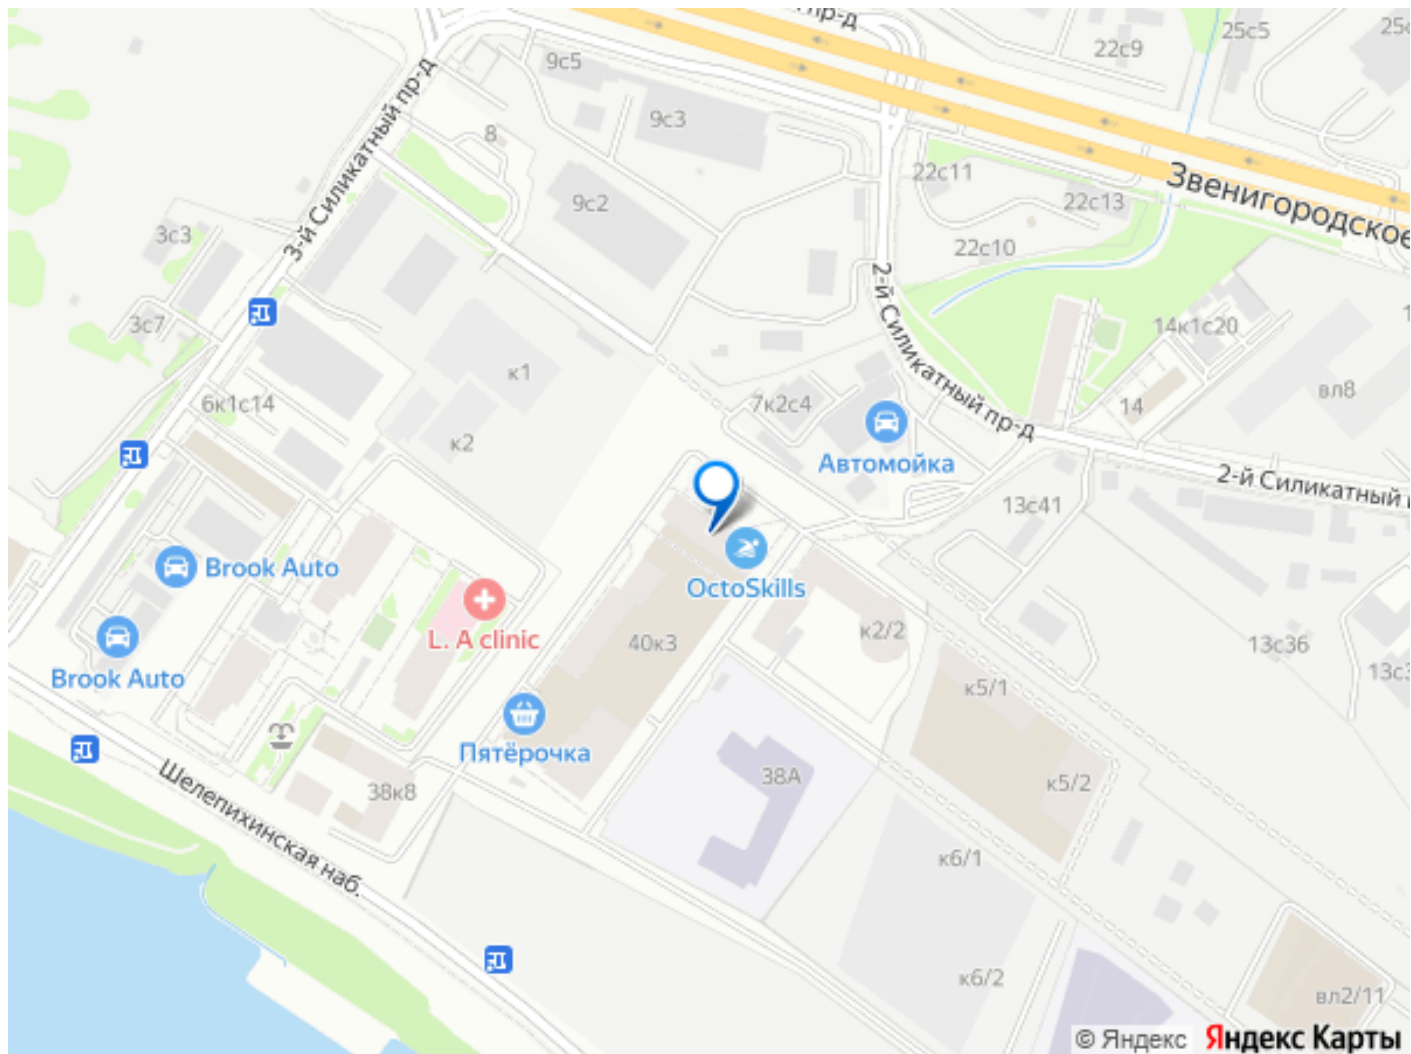 пр-д
9с5
22с9
25с5
3-й Силикатный пр-д
8
9с3
22с11
Звенигородское
9с2
22с13
3с3
22с10
2-й Силикатный пр-д
3с7
14к1с20
к1
вл8
6к1с14
7к2с4
14
к2
Автомойка
2-й Силикатный
13с41
Brook Auto
OctoSkills
L. A clinic
40к3
к2/2
13с36
Brook Auto
к5/1
Пятёрочка
38А
к5/2
38к8
Шелепихинская наб.
к6/1
к6/2
вл2/11
© Яндекс Яндекс Карты